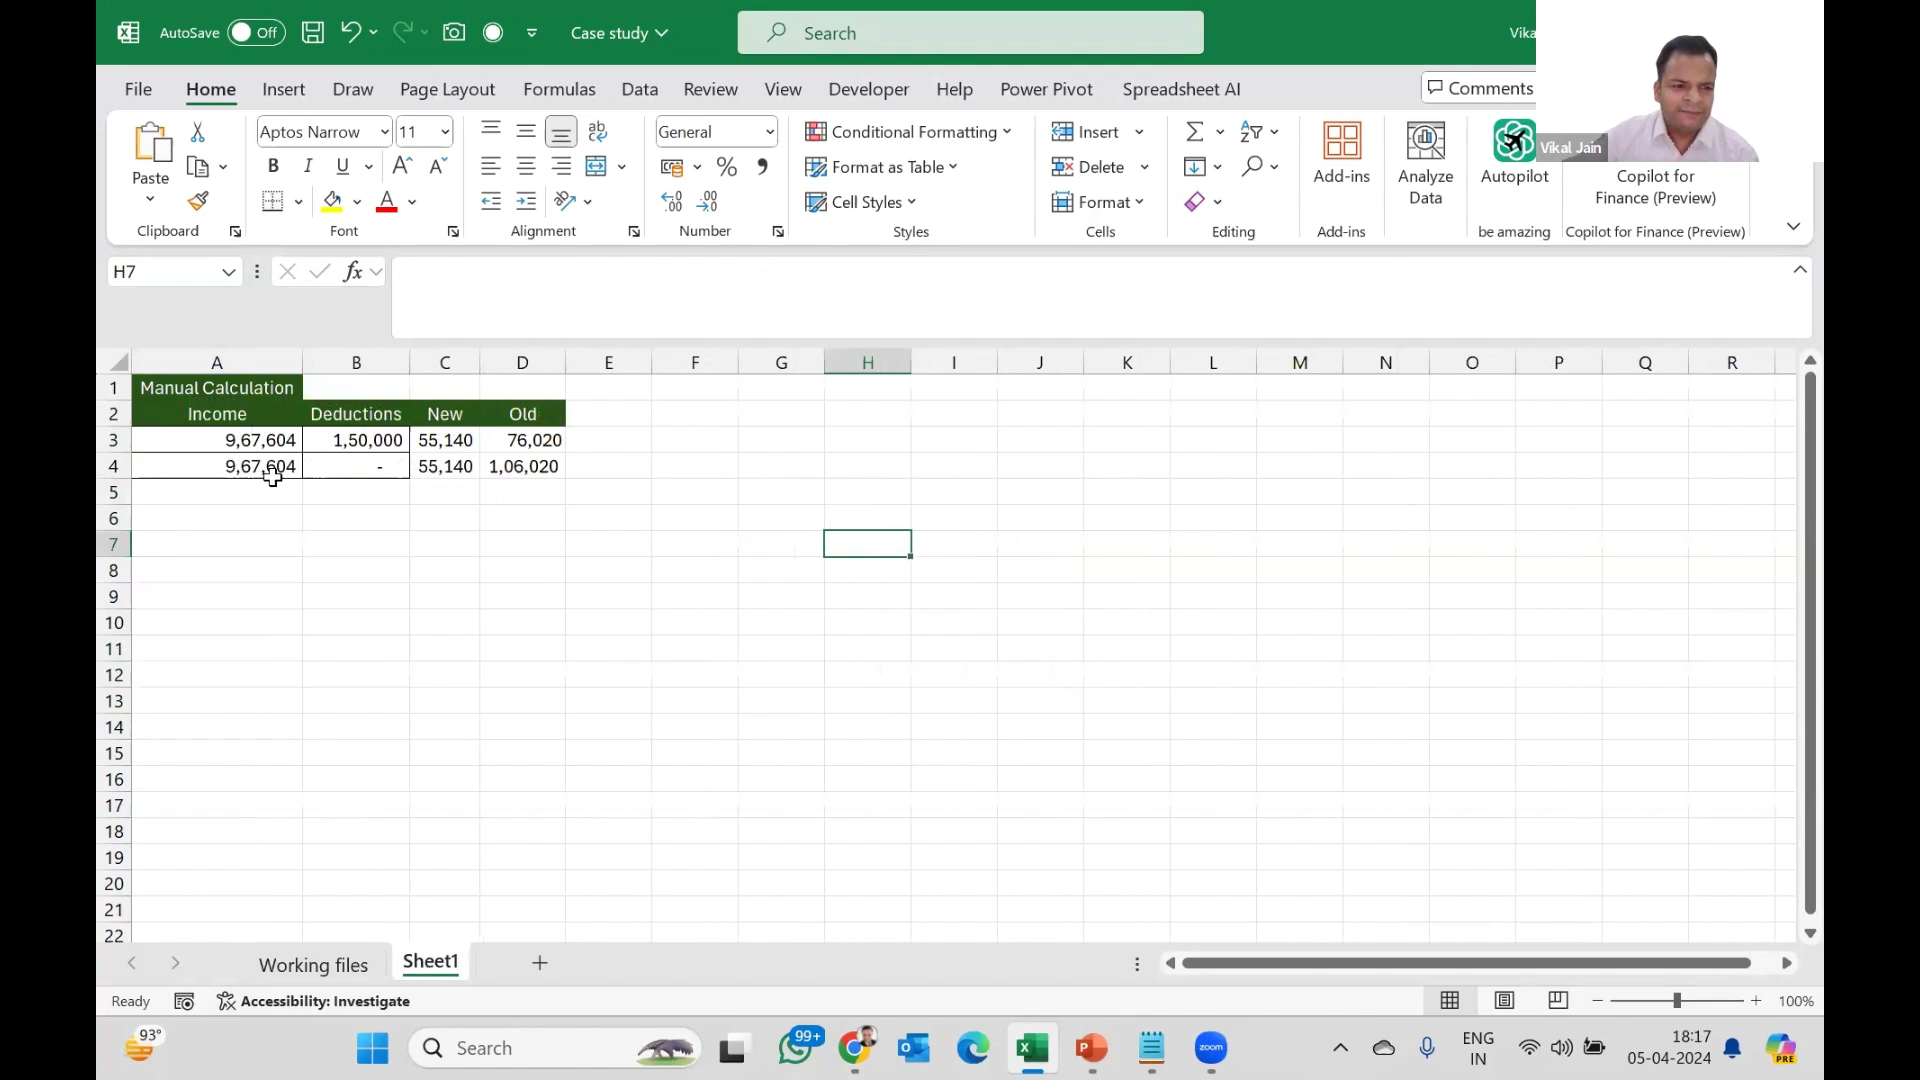 AutoSave Off Case study Search Vika
File Home Insert Draw Page Layout Formulas Data Review View Developer Help Power Pivot Spreadsheet AI Comments
Vikal Jain
Paste
Clipboard
Aptos Narrow 11
B I U
Font
ab
Alignment
General
% 9
Number
Conditional Formatting
Format as Table
Cell Styles
Styles
Insert
Delete
Format
Cells
Editing
Add-ins
Add-ins
Analyze
Data
Autopilot
be amazing
Copilot for
Finance (Preview)
Copilot for Finance (Preview)
H7 fx
A B C D E F G H I J K L M N O P Q R
1 Manual Calculation
2 Income Deductions New Old
3 9,67,604 1,50,000 55,140 76,020
4 9,67,604 - 55,140 1,06,020
5
6
7
8
9
10
11
12
13
14
15
16
17
18
19
20
21
22
Working files Sheet1
Ready Accessibility: Investigate 100%
93° Search 99+ zoom ENG 18:17
IN 05-04-2024 PRE